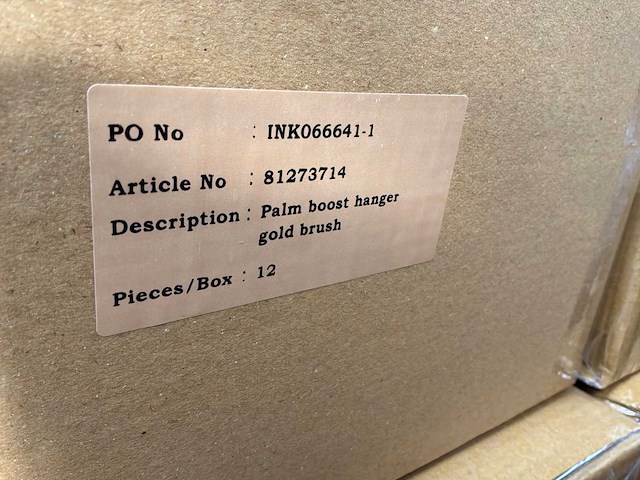 PO No : INK066641-1
Article No : 81273714
Description : Palm boost hanger
gold brush
Pieces/Box : 12